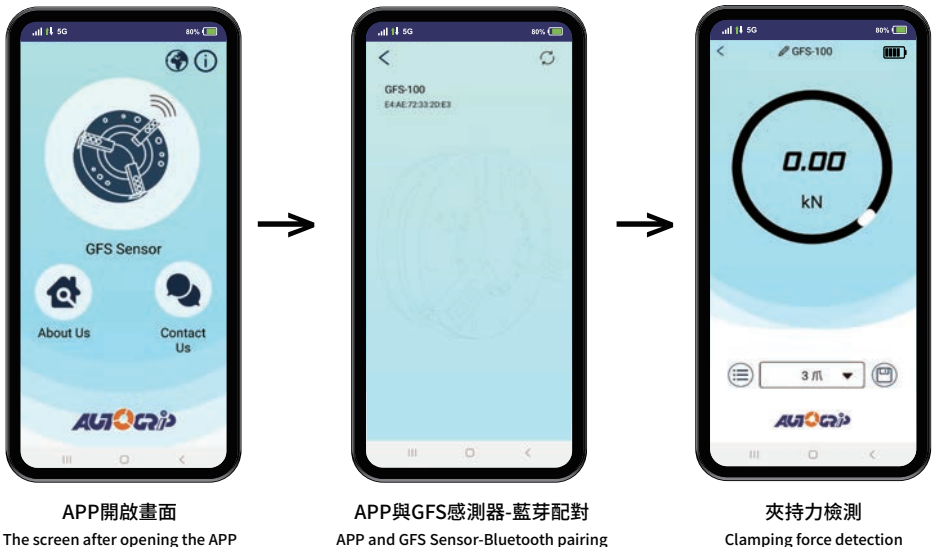 5G 80%
GFS Sensor
About Us
Contact
Us
AUTOGRIP
APP開啟畫面
The screen after opening the APP
5G 80%
GFS-100
E4:AE:72:33:2D:E3
APP與GFS感測器-藍芽配對
APP and GFS Sensor-Bluetooth pairing
5G 80%
GFS-100
0.00
kN
3 爪
AUTOGRIP
夾持力檢測
Clamping force detection